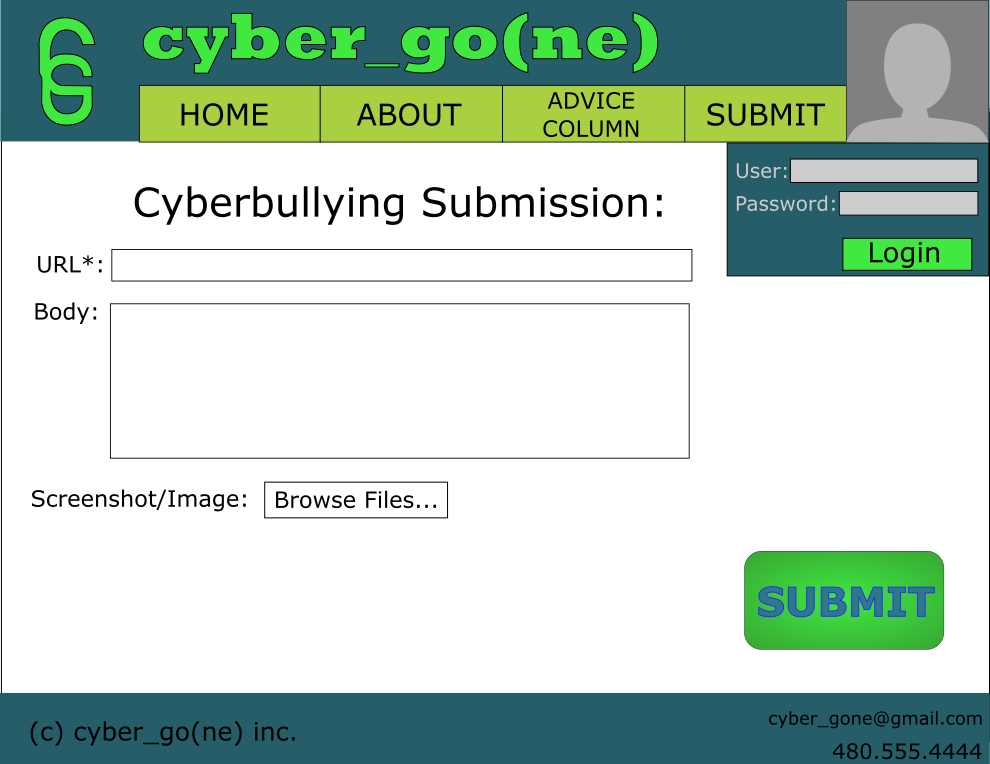 CG
cyber_go(ne)
HOME
ABOUT
ADVICE
COLUMN
SUBMIT
User:
Password:
Login
Cyberbullying Submission:
URL*:
Body:
Screenshot/Image: Browse Files...
SUBMIT
(c) cyber_go(ne) inc.
cyber_gone@gmail.com
480.555.4444